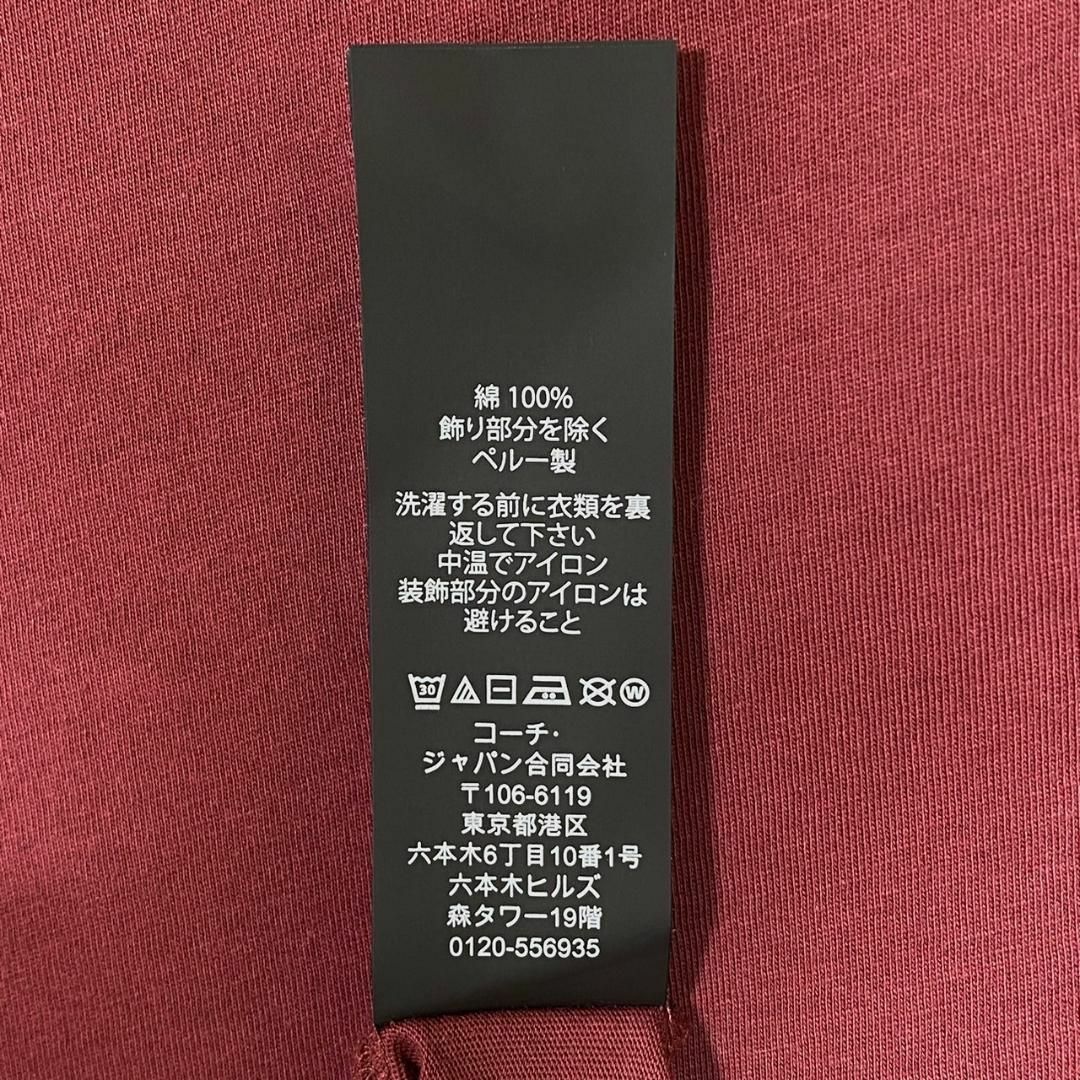 綿 100%
飾り部分を除く
ペルー製
洗濯する前に衣類を裏
返して下さい
中温でアイロン
装飾部分のアイロンは
避けること
30 W
コーチ・
ジャパン合同会社
〒106-6119
東京都港区
六本木6丁目10番1号
六本木ヒルズ
森タワー19階
0120-556935